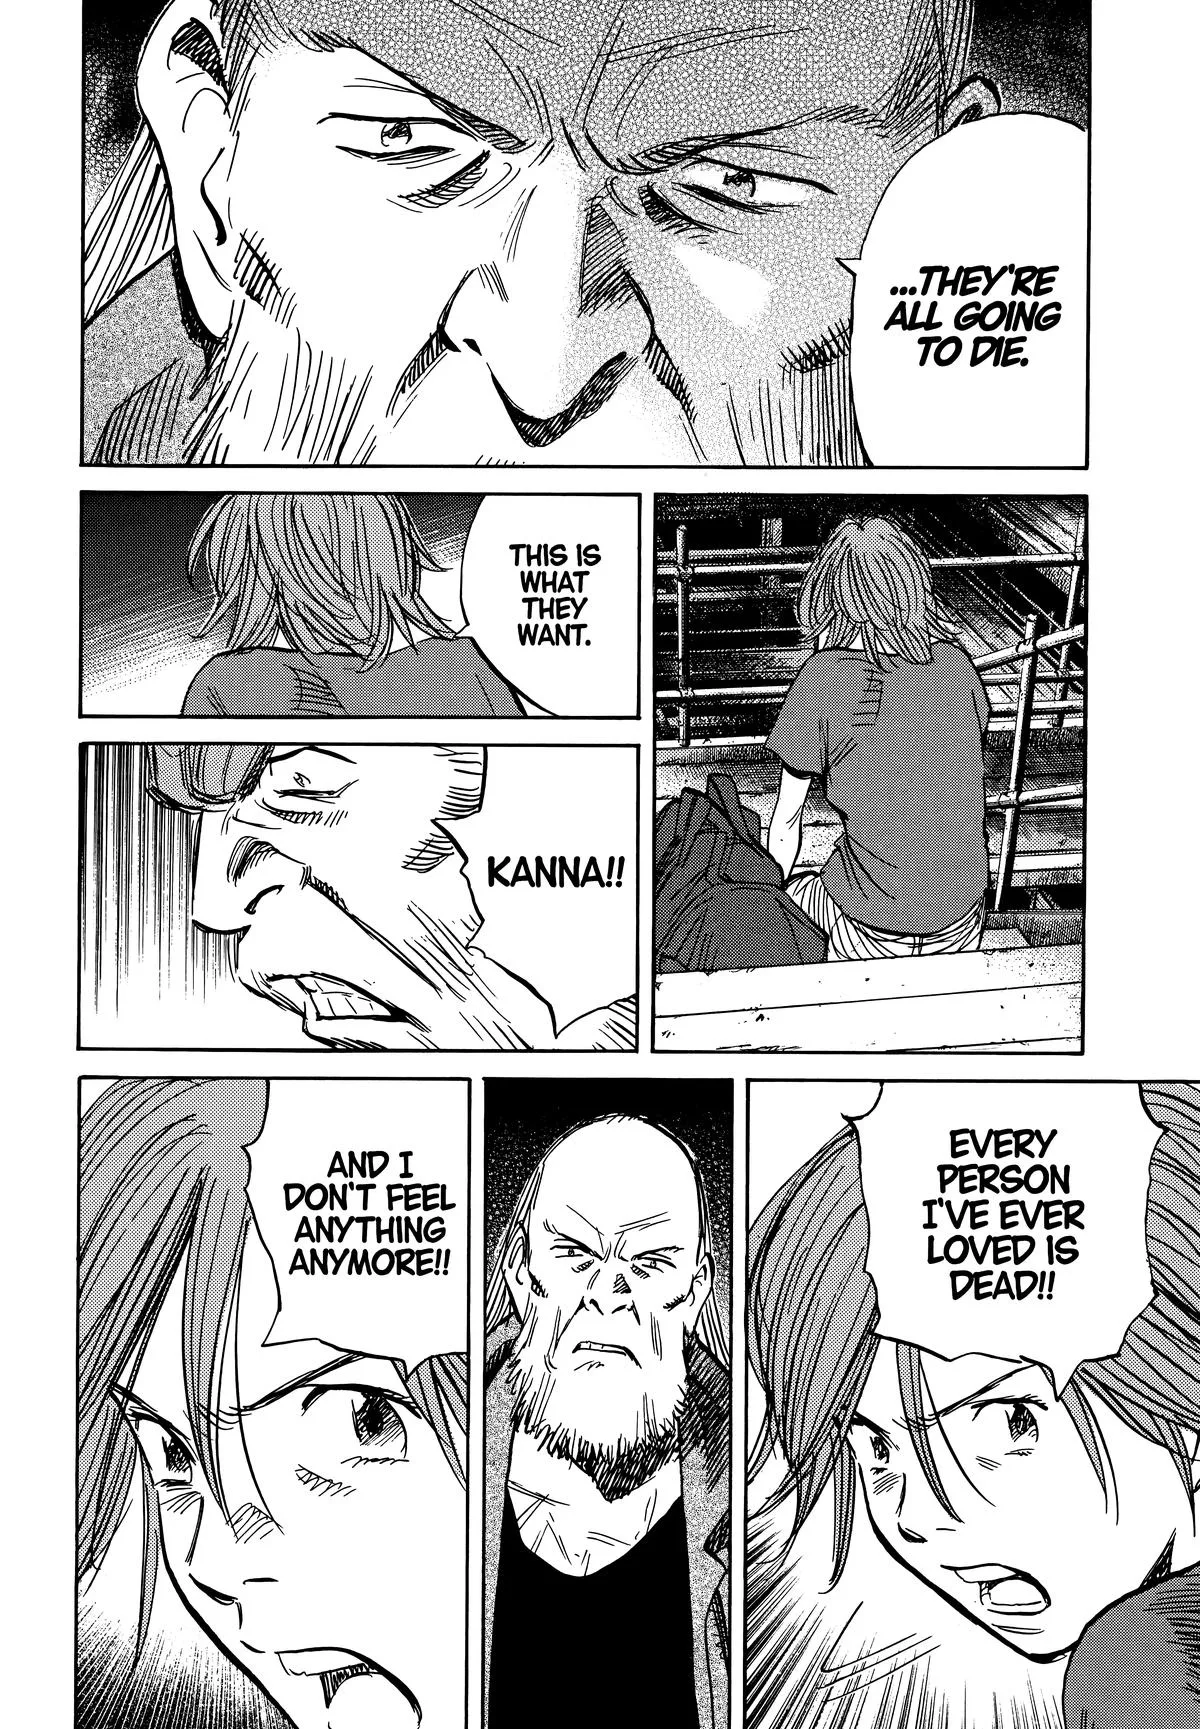 ...THEY'RE
ALL GOING
TO DIE.
THIS IS
WHAT
THEY
WANT.
KANNA!!
EVERY
PERSON
I'VE EVER
LOVED IS
DEAD!!
AND I
DON'T FEEL
ANYTHING
ANYMORE!!